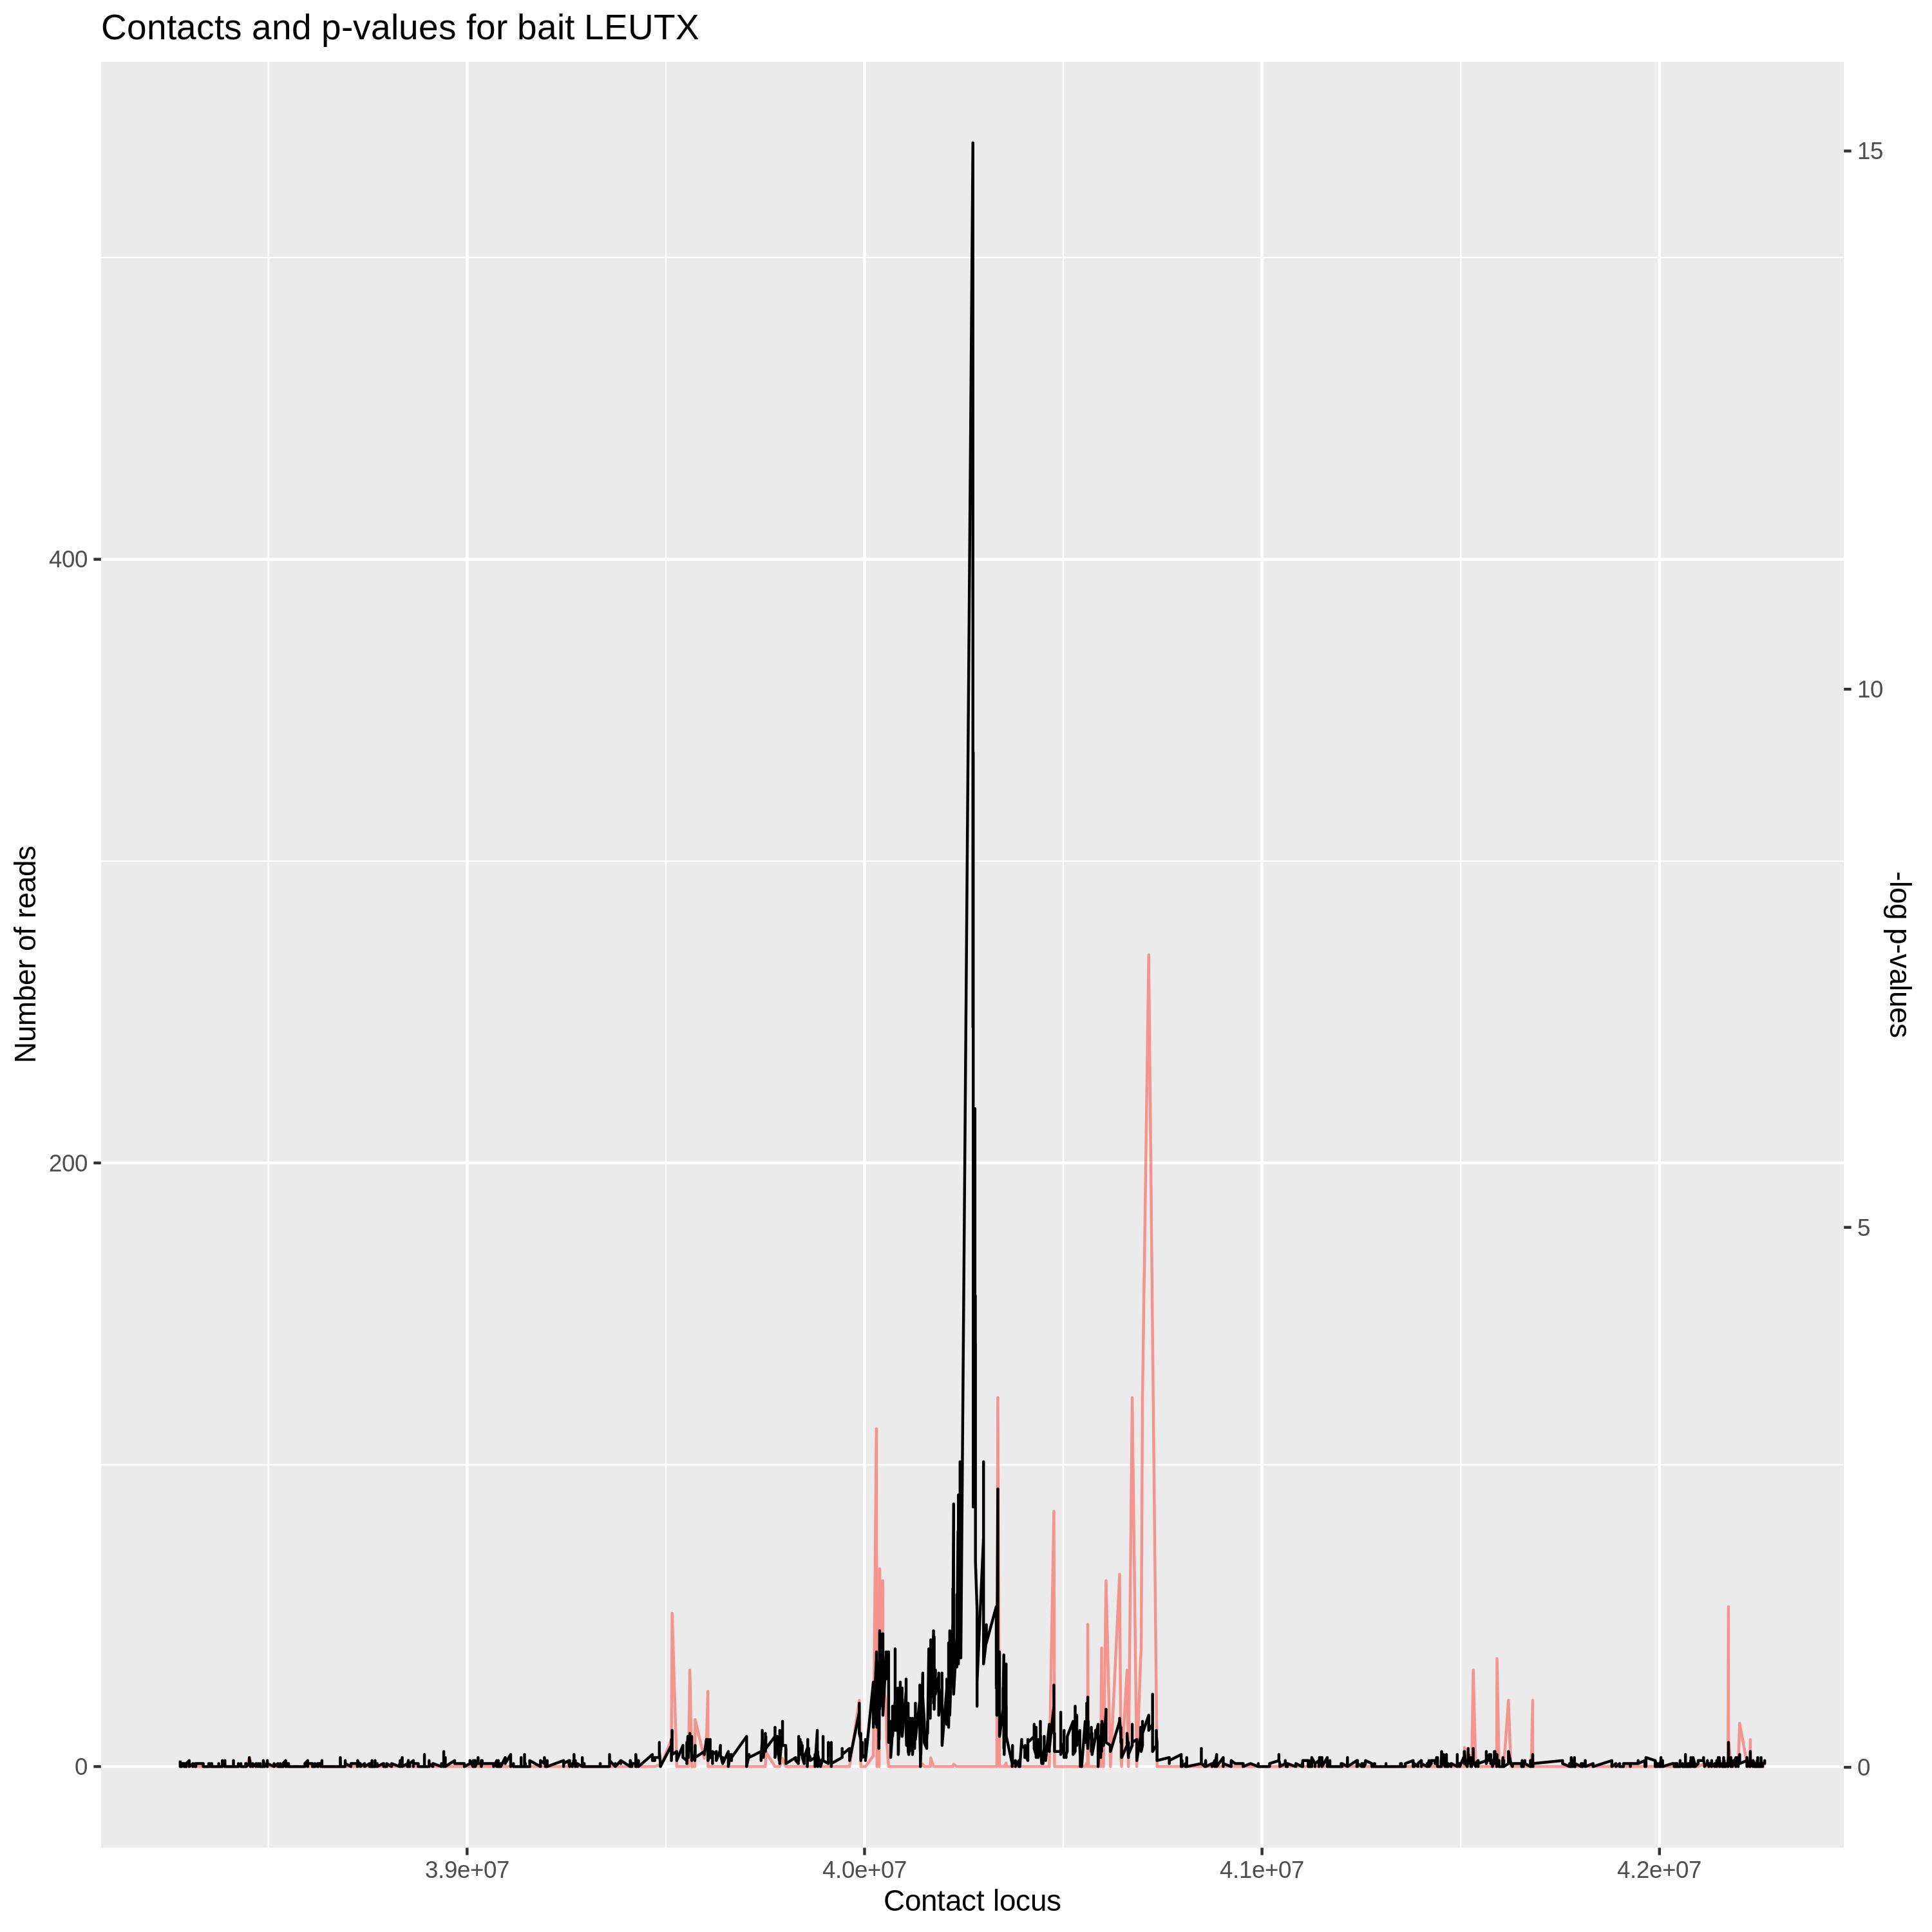 Contacts and p-values for bait LEUTX
15
400
10
Number of reads
-log p-values
200
5
0
0
3.9e+07
4.0e+07
4.1e+07
4.2e+07
Contact locus